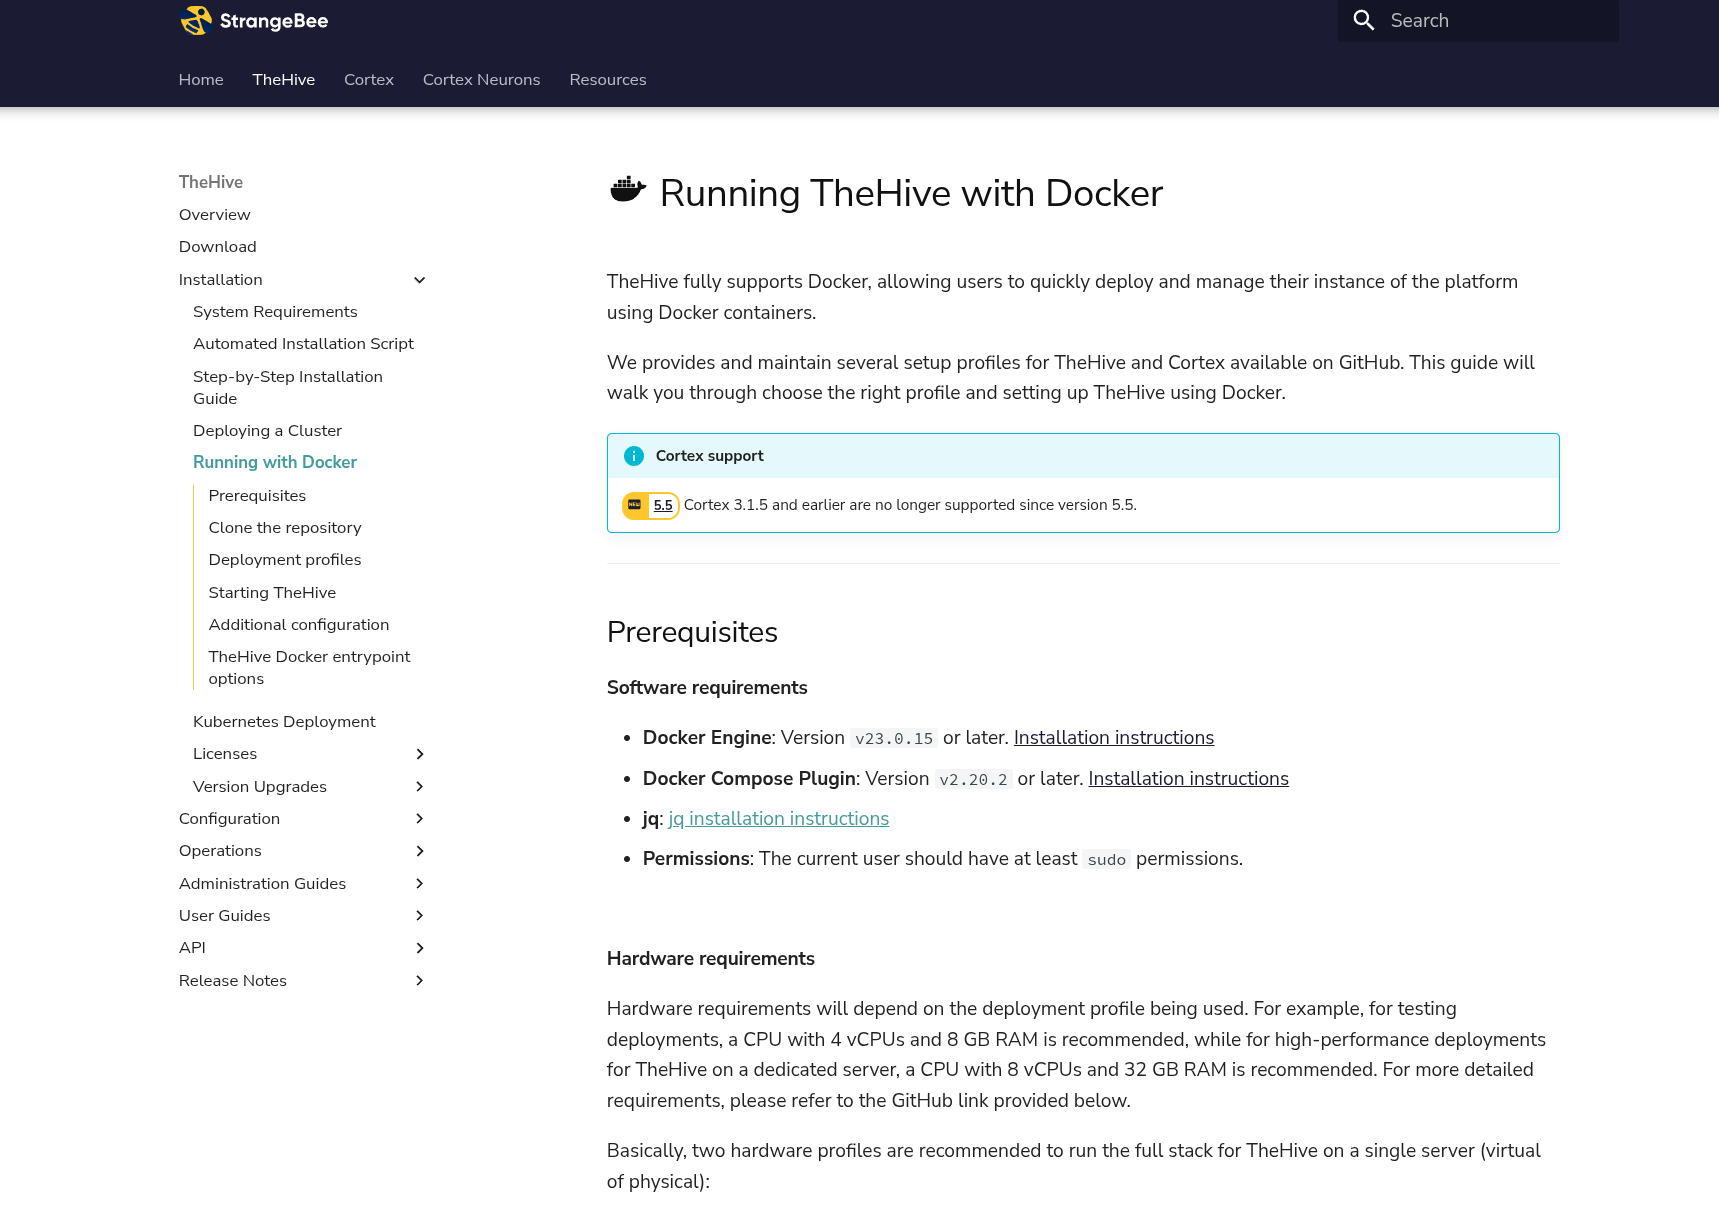 StrangeBee
Search
Home TheHive Cortex Cortex Neurons Resources
TheHive
Overview
Download
Installation
System Requirements
Automated Installation Script
Step-by-Step Installation
Guide
Deploying a Cluster
Running with Docker
Prerequisites
Clone the repository
Deployment profiles
Starting TheHive
Additional configuration
TheHive Docker entrypoint
options
Kubernetes Deployment
Licenses
Version Upgrades
Configuration
Operations
Administration Guides
User Guides
API
Release Notes
Running TheHive with Docker
TheHive fully supports Docker, allowing users to quickly deploy and manage their instance of the platform
using Docker containers.
We provides and maintain several setup profiles for TheHive and Cortex available on GitHub. This guide will
walk you through choose the right profile and setting up TheHive using Docker.
Cortex support
NEW 5.5 Cortex 3.1.5 and earlier are no longer supported since version 5.5.
Prerequisites
Software requirements
• Docker Engine: Version v23.0.15 or later. Installation instructions
• Docker Compose Plugin: Version v2.20.2 or later. Installation instructions
• jq: jq installation instructions
• Permissions: The current user should have at least sudo permissions.
Hardware requirements
Hardware requirements will depend on the deployment profile being used. For example, for testing
deployments, a CPU with 4 vCPUs and 8 GB RAM is recommended, while for high-performance deployments
for TheHive on a dedicated server, a CPU with 8 vCPUs and 32 GB RAM is recommended. For more detailed
requirements, please refer to the GitHub link provided below.
Basically, two hardware profiles are recommended to run the full stack for TheHive on a single server (virtual
of physical):